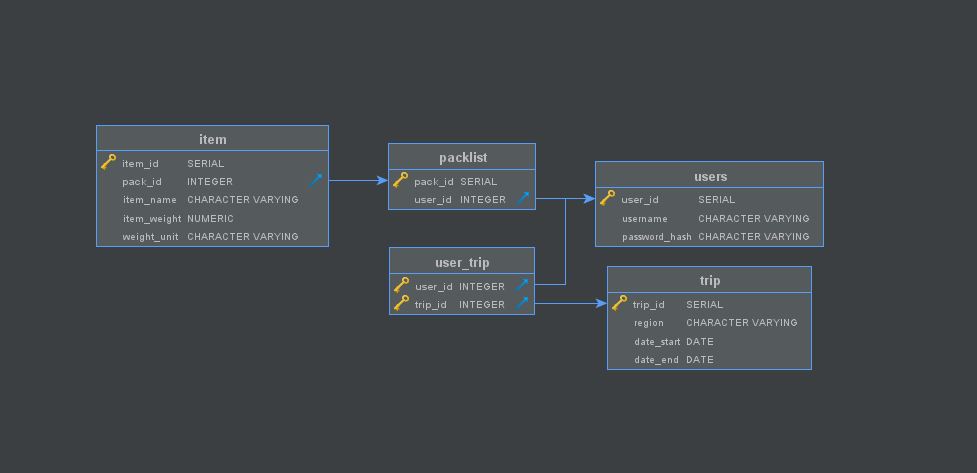 item
item_id SERIAL
pack_id INTEGER
item_name CHARACTER VARYING
item_weight NUMERIC
weight_unit CHARACTER VARYING
packlist
pack_id SERIAL
user_id INTEGER
users
user_id SERIAL
username CHARACTER VARYING
password_hash CHARACTER VARYING
user_trip
user_id INTEGER
trip_id INTEGER
trip
trip_id SERIAL
region CHARACTER VARYING
date_start DATE
date_end DATE